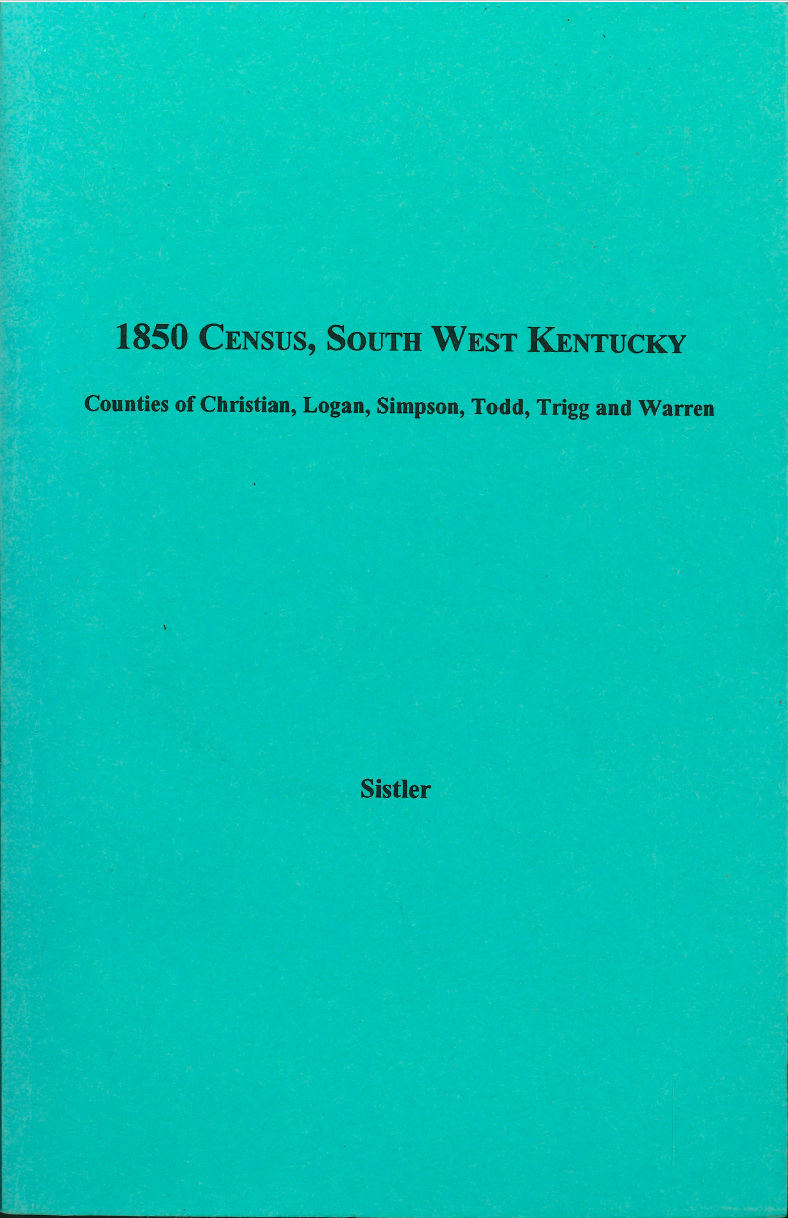 1850 CENSUS, SOUTH WEST KENTUCKY
Counties of Christian, Logan, Simpson, Todd, Trigg and Warren
Sistler